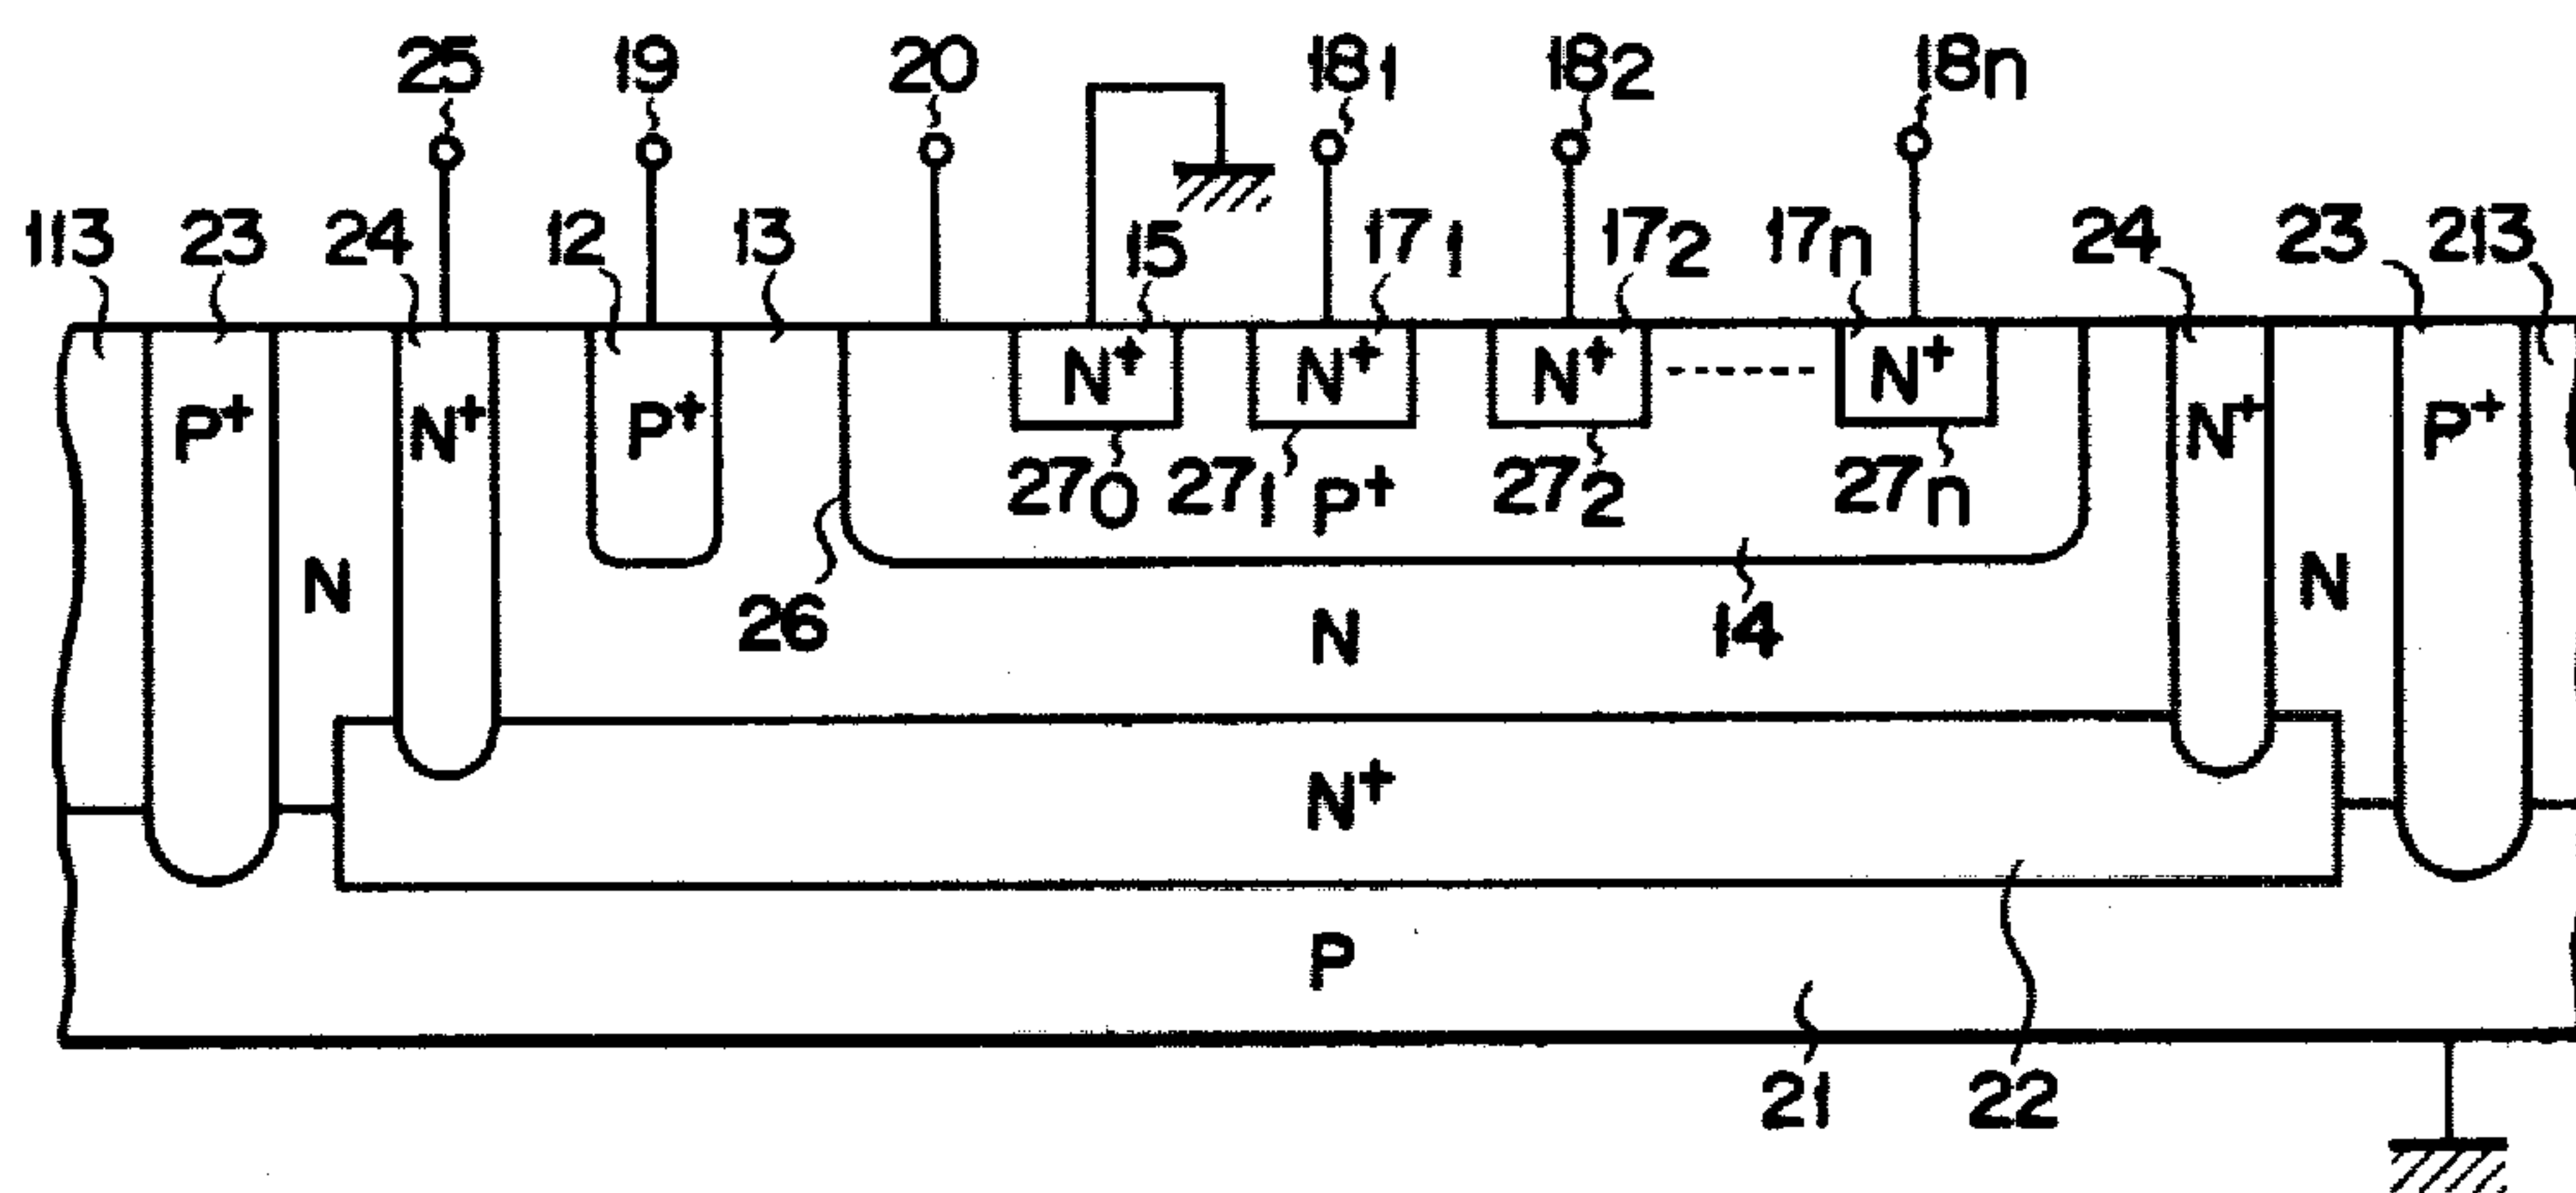 25 19 20 18₁ 18₂ 18n
113 23 24 12 13 15 17₁ 17₂ 17n 24 23 213
N⁺ N⁺ N⁺ N⁺
P⁺ N⁺ P⁺ N⁺ P⁺
27₀ 27₁ P⁺ 27₂ 27n
N N
26 N 14
N⁺
P
21 22